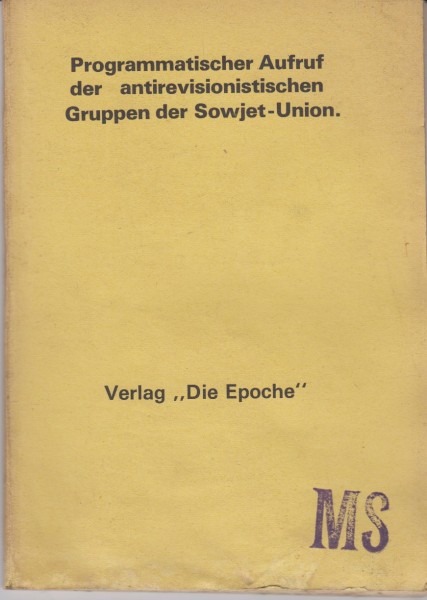 Programmatischer Aufruf
der antirevisionistischen
Gruppen der Sowjet-Union.
Verlag ,,Die Epoche"
MS